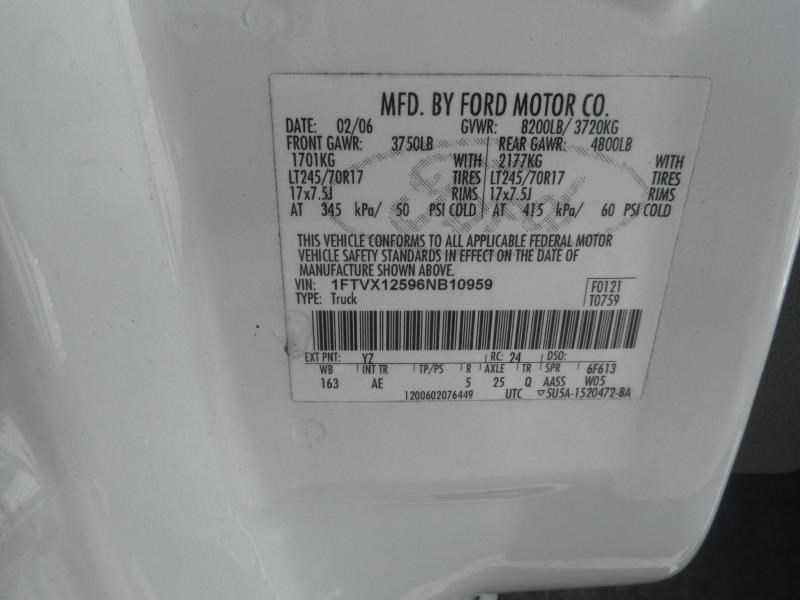 MFD. BY FORD MOTOR CO.
DATE: 02/06 GVWR: 8200LB/ 3720KG
FRONT GAWR: 3750LB REAR GAWR: 4800LB
1701KG WITH 2177KG WITH
LT245/70R17 TIRES LT245/70R17 TIRES
17x7.5J RIMS 17x7.5J RIMS
AT 345 kPa/ 50 PSI COLD AT 415 kPa/ 60 PSI COLD
THIS VEHICLE CONFORMS TO ALL APPLICABLE FEDERAL MOTOR
VEHICLE SAFETY STANDARDS IN EFFECT ON THE DATE OF
MANUFACTURE SHOWN ABOVE.
VIN: 1FTVX12596NB10959 F0121
TYPE: Truck T0759
EXT PNT: YZ RC: 24 DSO:
WB INT TR TP/PS R AXLE TR SPR 6F613
163 AE 5 25 Q AASS W05
1200602076449 UTC ▽5U5A-1520472-BA